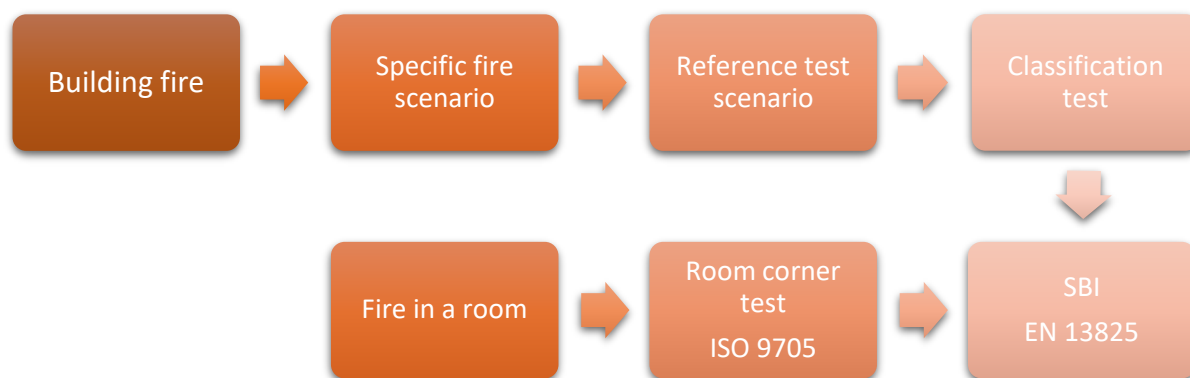 Building fire
Specific fire
scenario
Reference test
scenario
Classification
test
Fire in a room
Room corner
test
ISO 9705
SBI
EN 13825